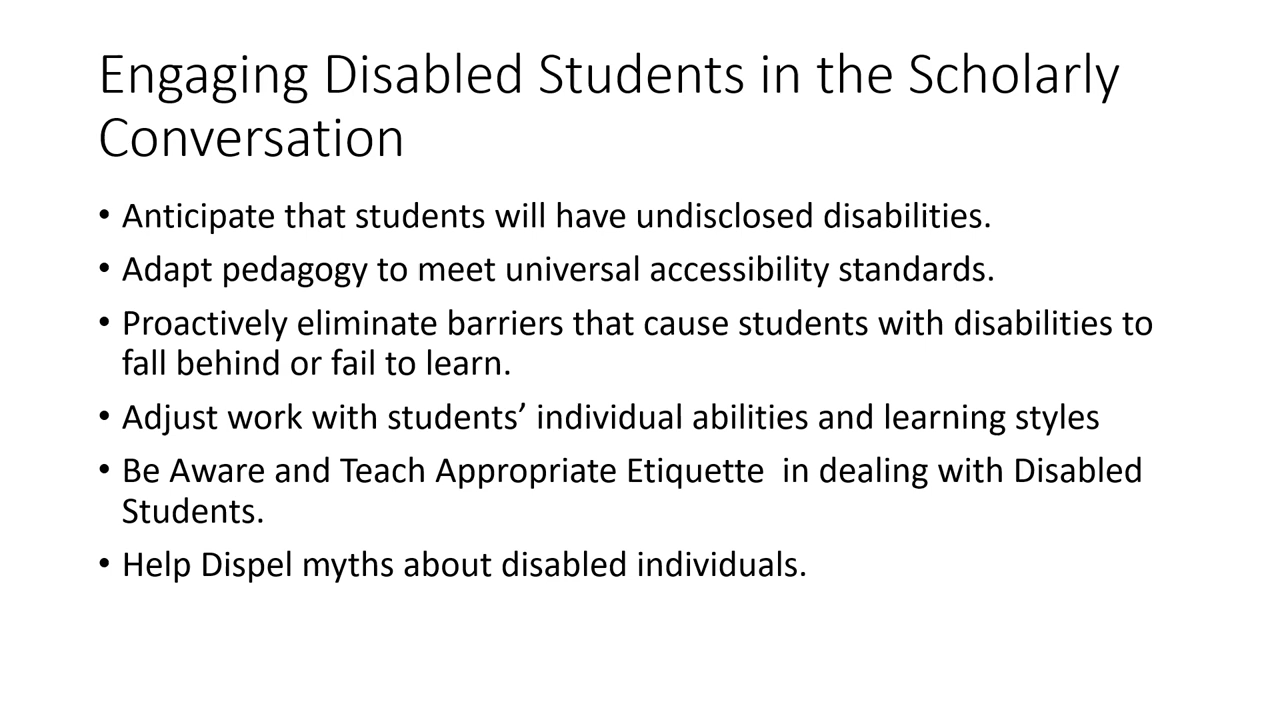 Engaging Disabled Students in the Scholarly
Conversation
• Anticipate that students will have undisclosed disabilities.
• Adapt pedagogy to meet universal accessibility standards.
• Proactively eliminate barriers that cause students with disabilities to
fall behind or fail to learn.
• Adjust work with students’ individual abilities and learning styles
• Be Aware and Teach Appropriate Etiquette  in dealing with Disabled
Students.
• Help Dispel myths about disabled individuals.